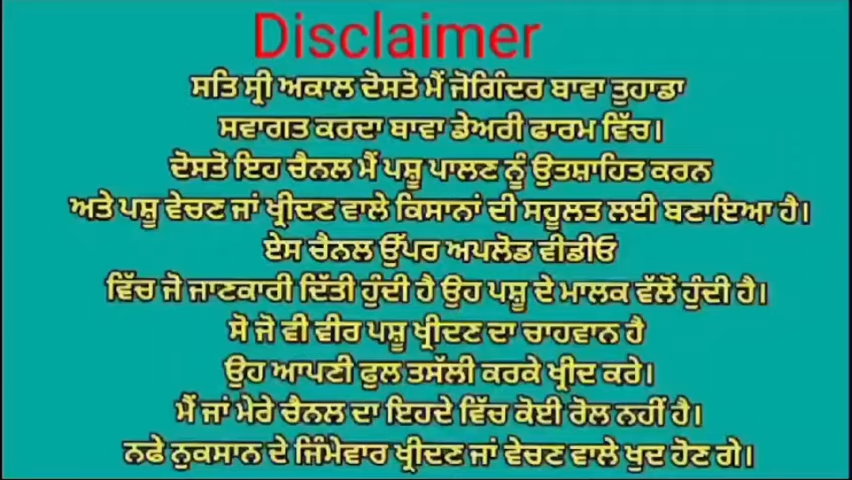 Disclaimer
ਸਤਿ ਸ੍ਰੀ ਅਕਾਲ ਦੋਸਤੋ ਮੈਂ ਜੋਗਿੰਦਰ ਬਾਵਾ ਤੁਹਾਡਾ
ਸਵਾਗਤ ਕਰਦਾ ਬਾਵਾ ਡੇਅਰੀ ਫਾਰਮ ਵਿੱਚ।
ਦੋਸਤੋ ਇਹ ਚੈਨਲ ਮੈਂ ਪਸ਼ੂ ਪਾਲਣ ਨੂੰ ਉਤਸ਼ਾਹਿਤ ਕਰਨ
ਅਤੇ ਪਸ਼ੂ ਵੇਚਣ ਜਾਂ ਖ੍ਰੀਦਣ ਵਾਲੇ ਕਿਸਾਨਾਂ ਦੀ ਸਹੂਲਤ ਲਈ ਬਣਾਇਆ ਹੈ।
ਏਸ ਚੈਨਲ ਉੱਪਰ ਅਪਲੋਡ ਵੀਡੀਓ
ਵਿੱਚ ਜੋ ਜਾਣਕਾਰੀ ਦਿੱਤੀ ਹੁੰਦੀ ਹੈ ਉਹ ਪਸ਼ੂ ਦੇ ਮਾਲਕ ਵੱਲੋਂ ਹੁੰਦੀ ਹੈ।
ਸੋ ਜੋ ਵੀ ਵੀਰ ਪਸ਼ੂ ਖ੍ਰੀਦਣ ਦਾ ਚਾਹਵਾਨ ਹੈ
ਉਹ ਆਪਣੀ ਫੁਲ ਤਸੱਲੀ ਕਰਕੇ ਖ੍ਰੀਦ ਕਰੇ।
ਮੈਂ ਜਾਂ ਮੇਰੇ ਚੈਨਲ ਦਾ ਇਹਦੇ ਵਿੱਚ ਕੋਈ ਰੋਲ ਨਹੀਂ ਹੈ।
ਨਫੇ ਨੁਕਸਾਨ ਦੇ ਜਿੰਮੇਵਾਰ ਖ੍ਰੀਦਣ ਜਾਂ ਵੇਚਣ ਵਾਲੇ ਖੁਦ ਹੋਣ ਗੇ।